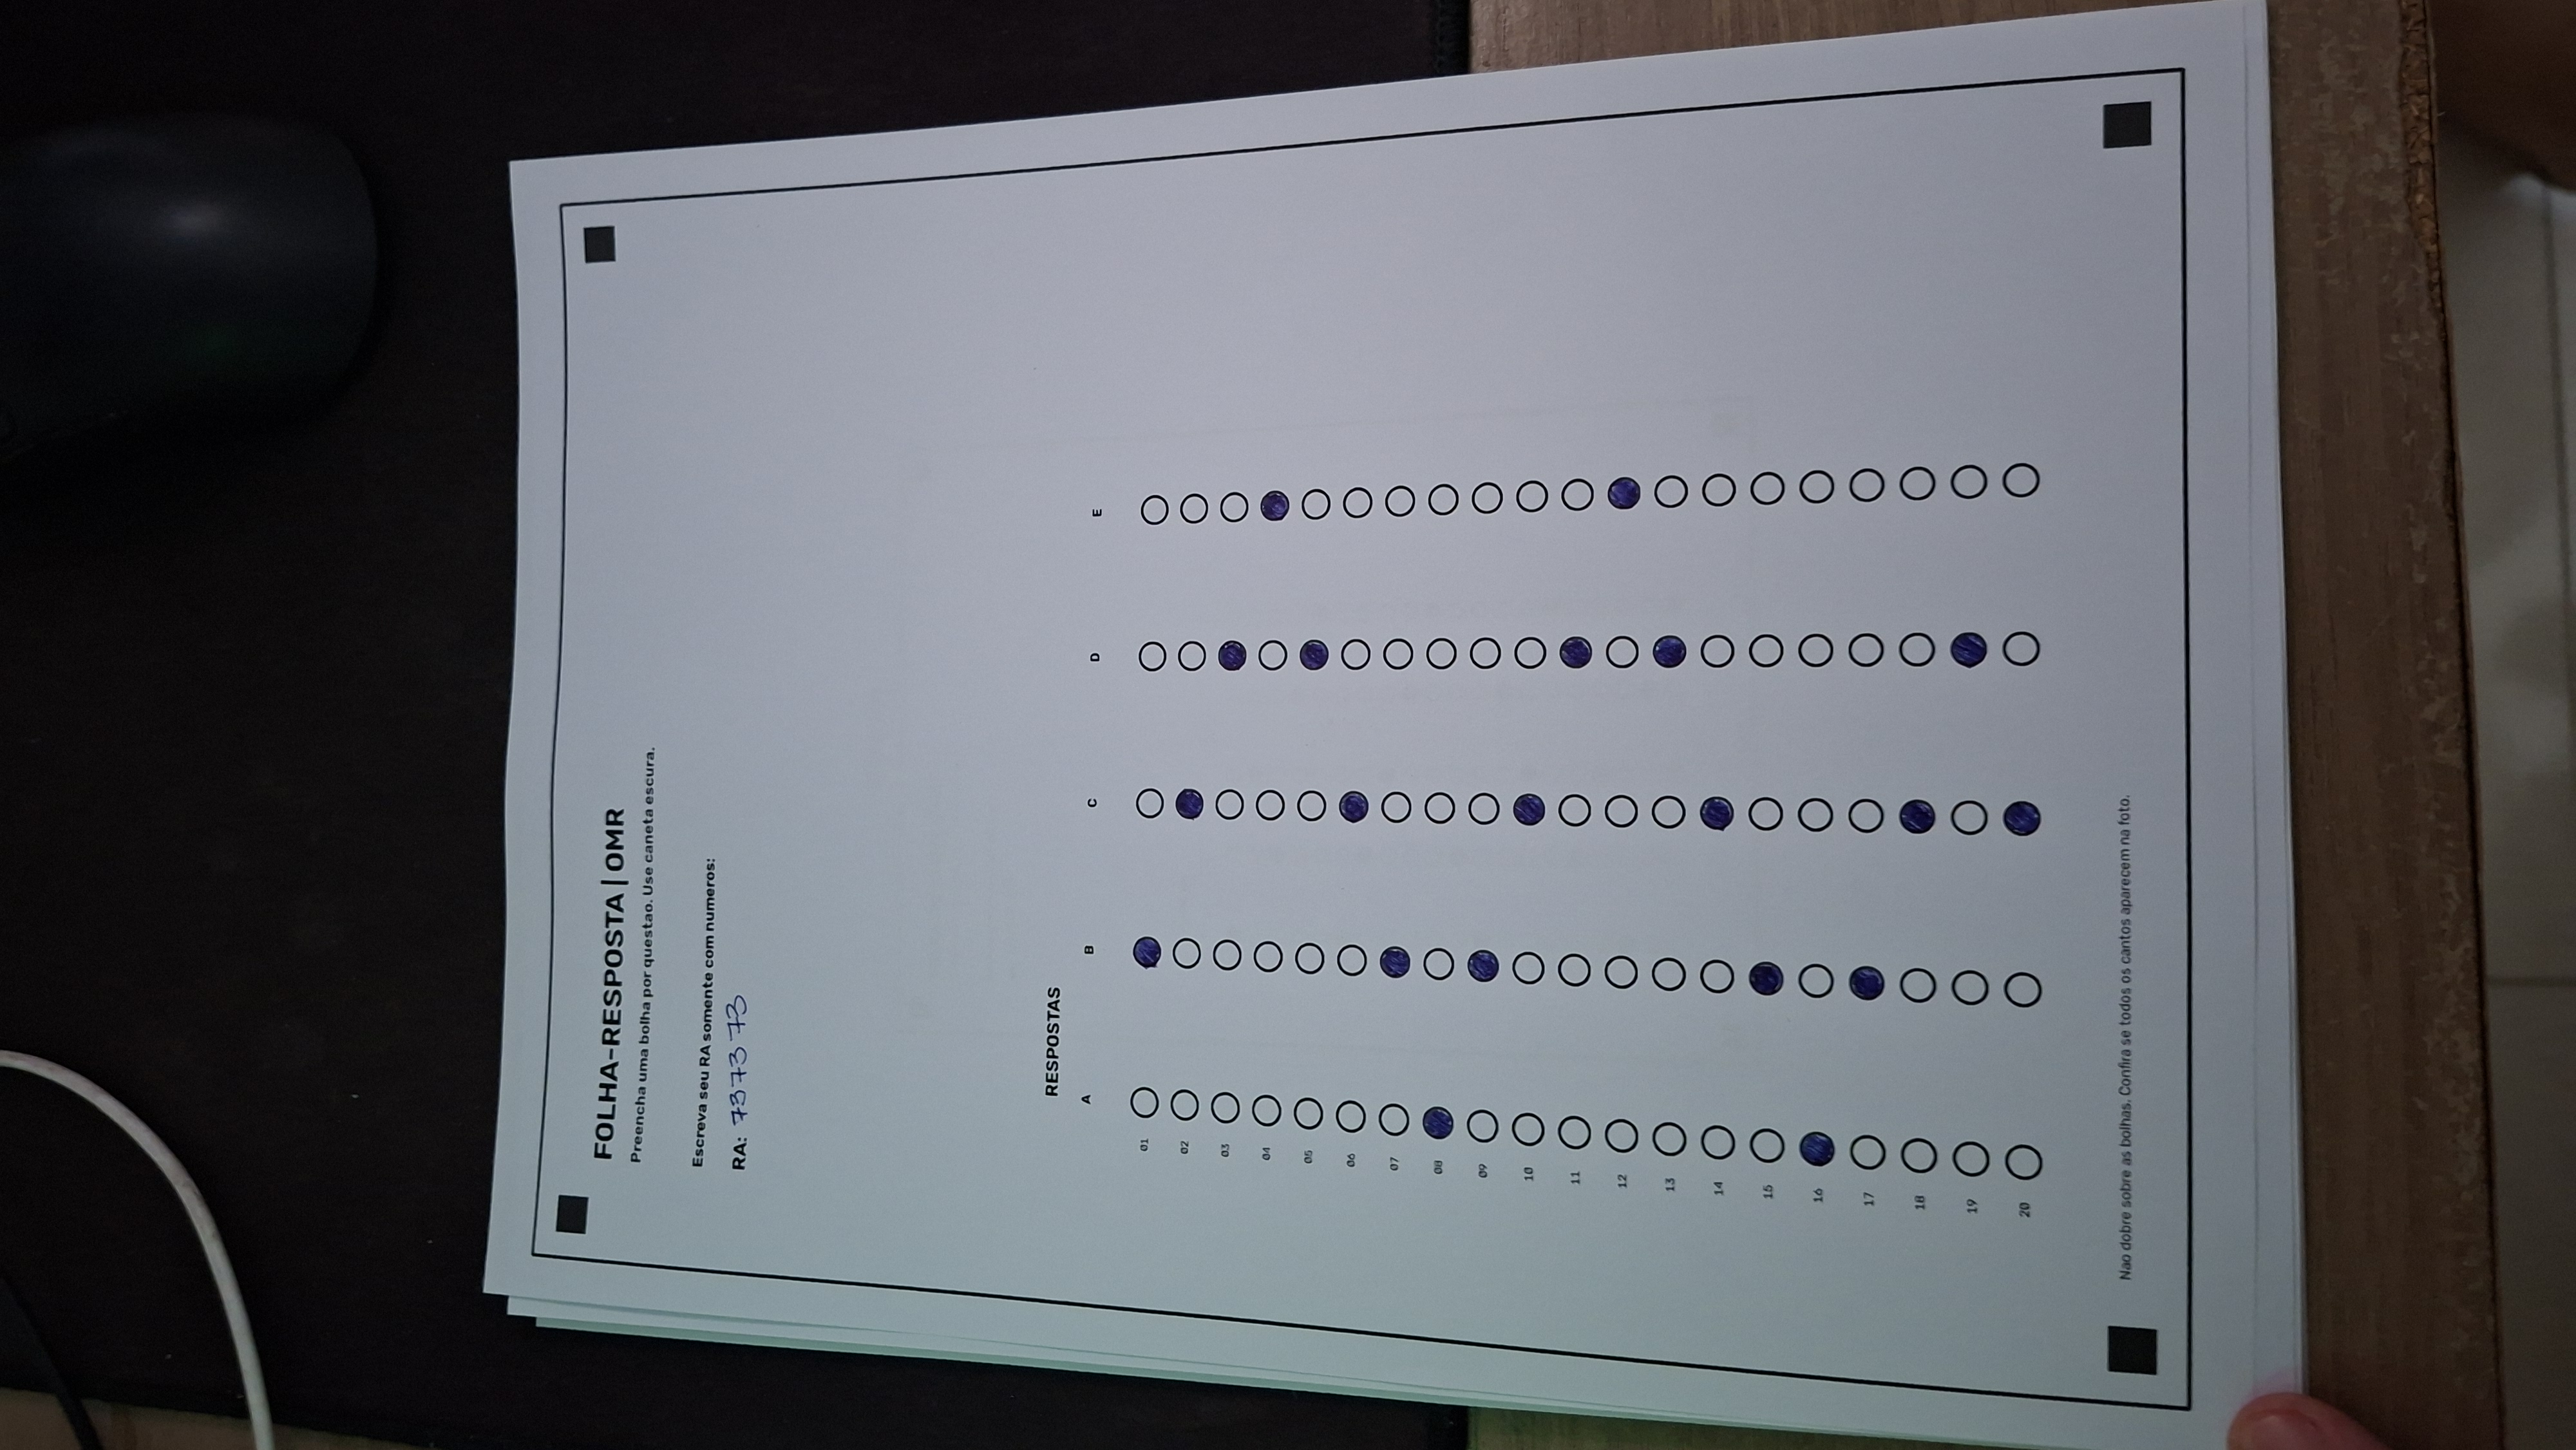 FOLHA-RESPOSTA | OMR
Preencha uma bolha por questao. Use caneta escura.
Escreva seu RA somente com numeros:
RA: 737373
RESPOSTAS
A B C D E
01
02
03
04
05
06
07
08
09
10
11
12
13
14
15
16
17
18
19
20
Nao dobre sobre as bolhas. Confira se todos os cantos aparecem na foto.